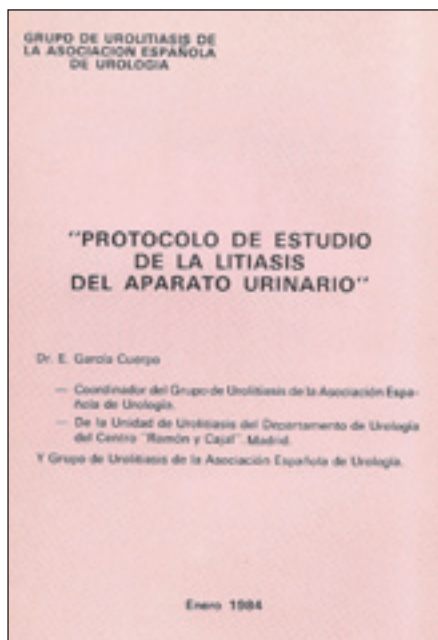 GRUPO DE UROLITIASIS DE
LA ASOCIACION ESPAÑOLA
DE UROLOGIA
"PROTOCOLO DE ESTUDIO
DE LA LITIASIS
DEL APARATO URINARIO"
Dr. E. García Cuerpo
— Coordinador del Grupo de Urolitiasis de la Asociación Espa-
ñola de Urología.
— De la Unidad de Urolitiasis del Departamento de Urología
del Centro "Ramón y Cajal". Madrid.
Y Grupo de Urolitiasis de la Asociación Española de Urología.
Enero 1984